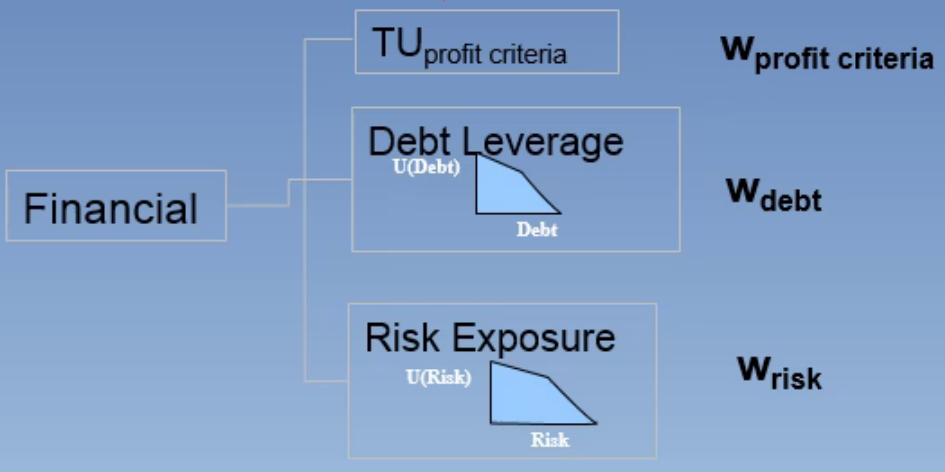 TUprofit criteria
wprofit criteria
Debt Leverage
U(Debt)
Debt
wdebt
Financial
Risk Exposure
U(Risk)
Risk
wrisk